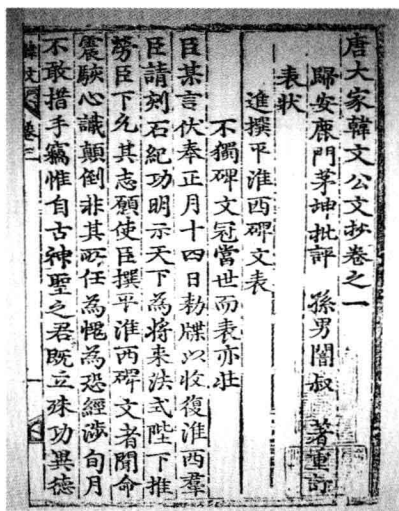 唐大家韓文公文抄卷之一
歸安鹿門茅坤批評 孫男闇叔 著重訂
表狀
進撰平淮西碑文表
不獨碑文冠當世而表亦壯
臣某言伏奉正月十四日勑牒以收復淮西羣
臣請刻石紀功明示天下為將來法式陛下推
勞臣下允其志願使臣撰平淮西碑文者聞命
震駭心識顛倒非其所任為愧為恐經涉旬月
不敢措手竊惟自古神聖之君既立殊功異德
韓文 卷之一